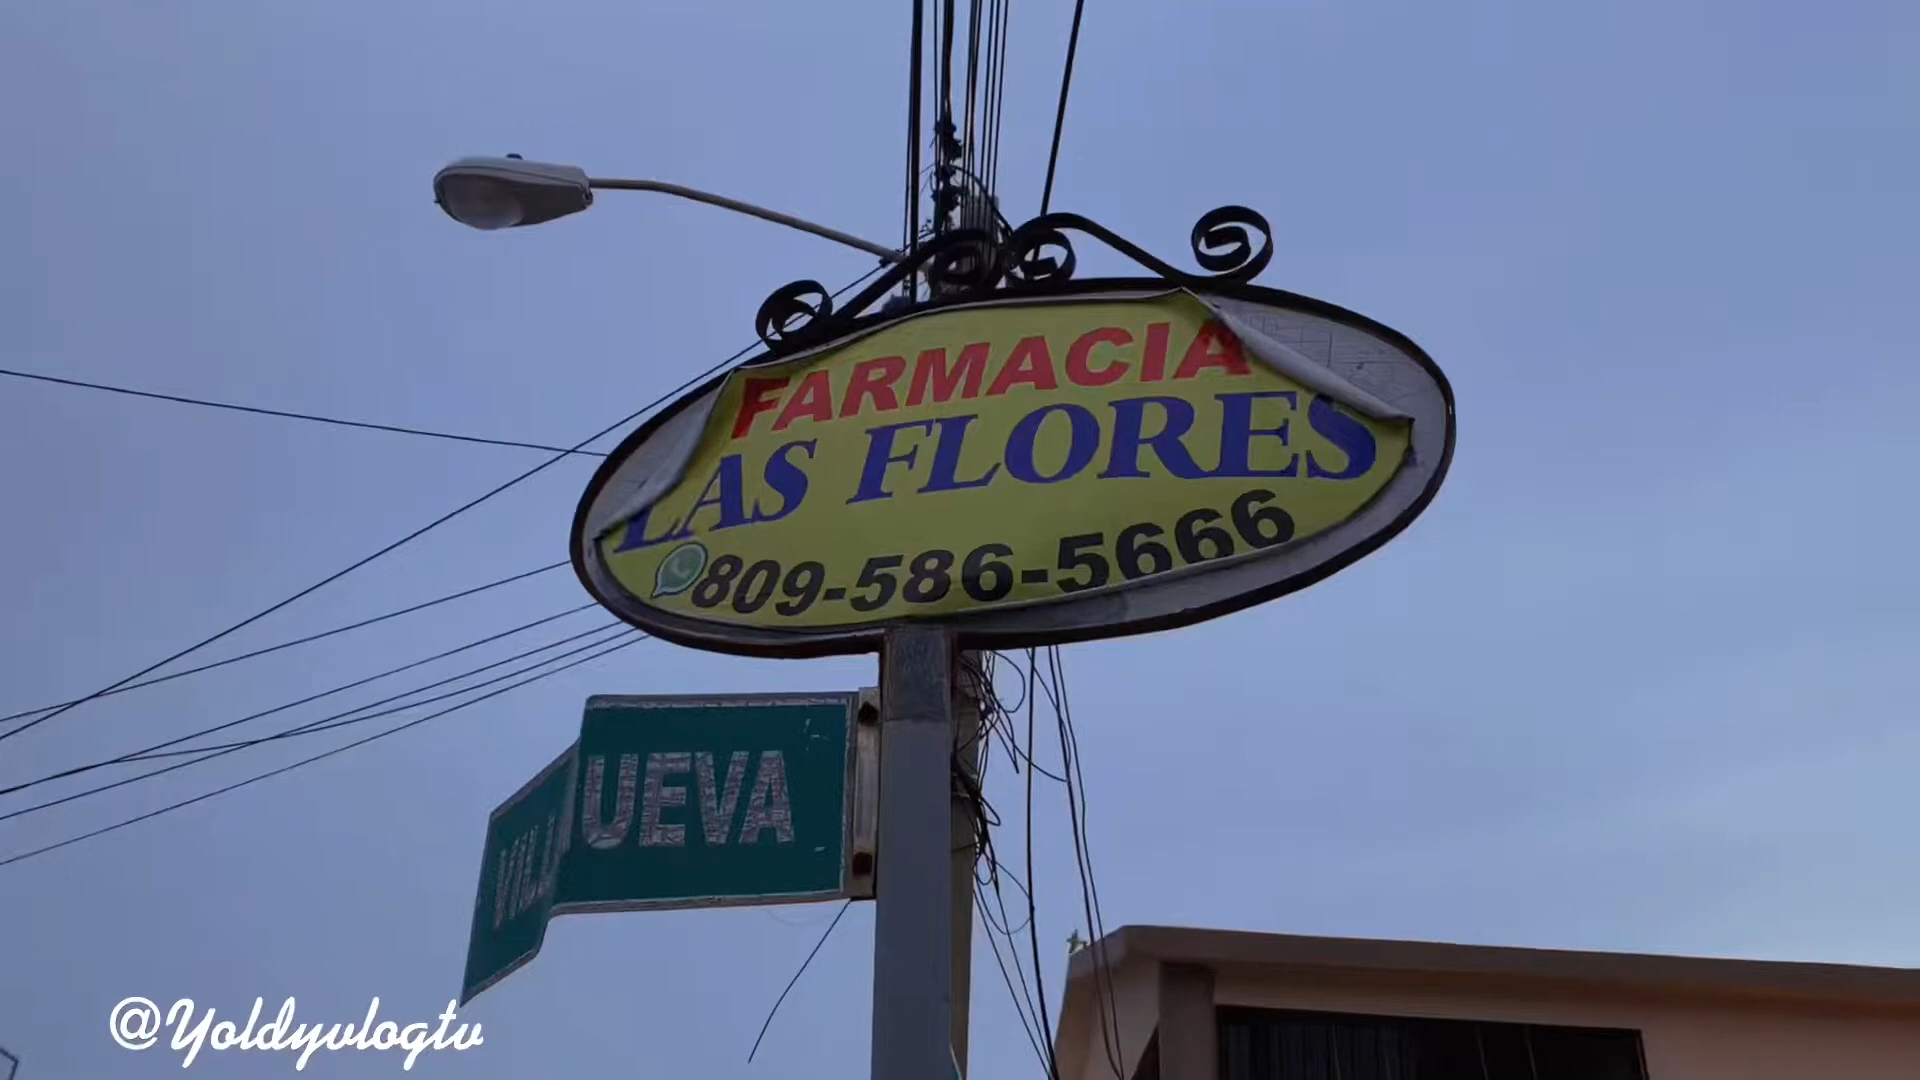 FARMACIA
LAS FLORES
809-586-5666
UEVA
@Yoldyvlogtv